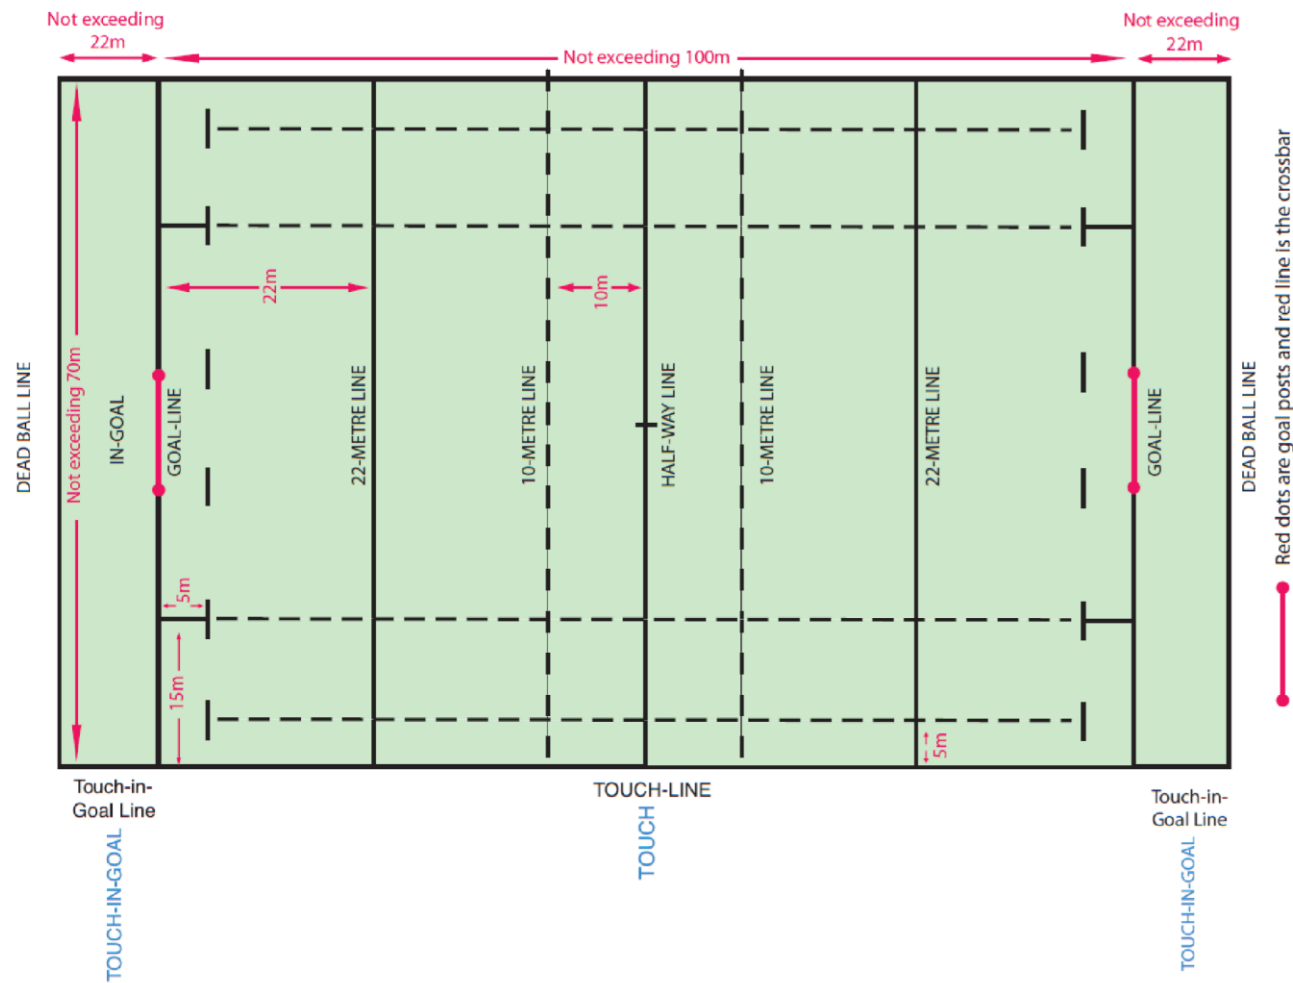 Not exceeding
22m
Not exceeding 100m
Not exceeding
22m
Not exceeding 70m
22m
10m
DEAD BALL LINE
IN-GOAL
GOAL-LINE
22-METRE LINE
10-METRE LINE
HALF-WAY LINE
10-METRE LINE
22-METRE LINE
GOAL-LINE
DEAD BALL LINE
Red dots are goal posts and red line is the crossbar
5m
15m
5m
Touch-in-
Goal Line
TOUCH-IN-GOAL
TOUCH-LINE
TOUCH
Touch-in-
Goal Line
TOUCH-IN-GOAL